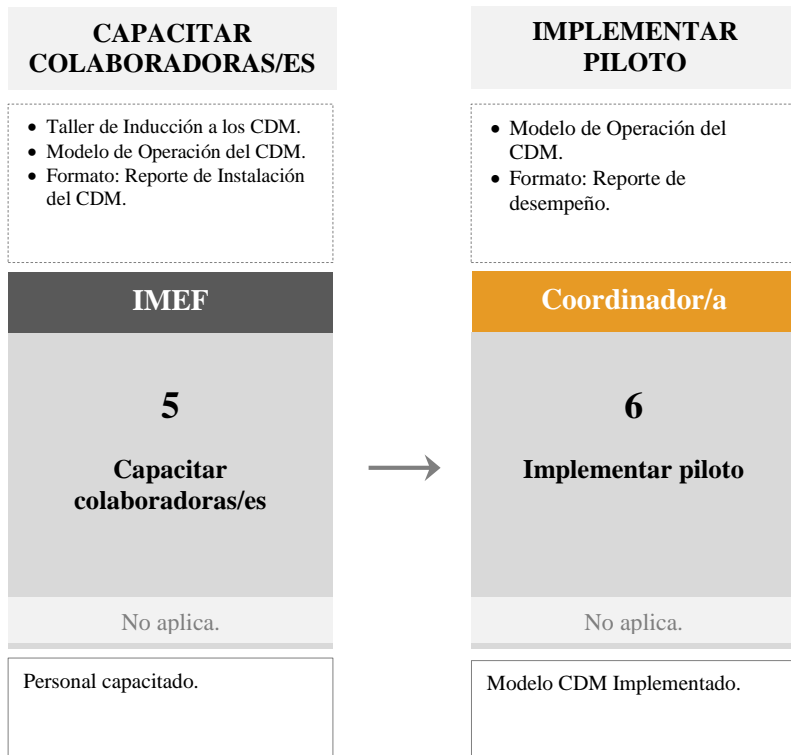 CAPACITAR
COLABORADORAS/ES
• Taller de Inducción a los CDM.
• Modelo de Operación del CDM.
• Formato: Reporte de Instalación
del CDM.
IMEF
5
Capacitar
colaboradoras/es
No aplica.
Personal capacitado.
IMPLEMENTAR
PILOTO
• Modelo de Operación del
CDM.
• Formato: Reporte de
desempeño.
Coordinador/a
6
Implementar piloto
No aplica.
Modelo CDM Implementado.